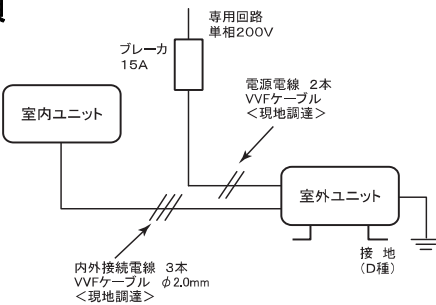 専用回路
単相200V
ブレーカ
15A
電源電線 2本
VVFケーブル
＜現地調達＞
室内ユニット
室外ユニット
接 地
(D種)
内外接続電線 3本
VVFケーブル φ2.0mm
＜現地調達＞